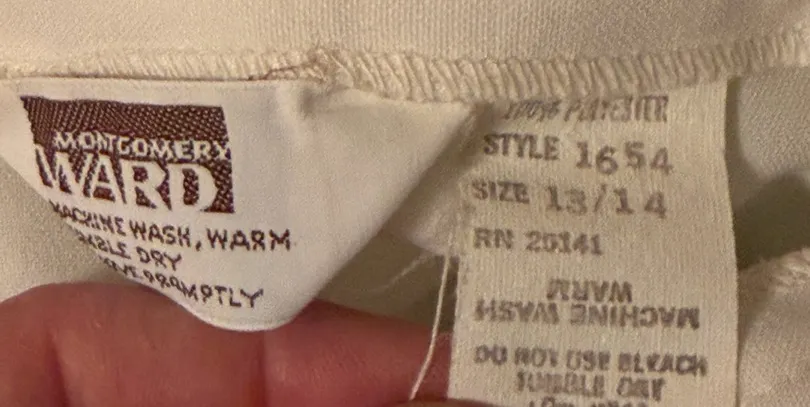 MONTGOMERY
WARD
MACHINE WASH, WARM
TUMBLE DRY
PROMPTLY
100% POLYESTER
STYLE 1654
SIZE 13/14
RN 25141
MACHINE WASH
WARM
DO NOT USE BLEACH
TUMBLE DRY